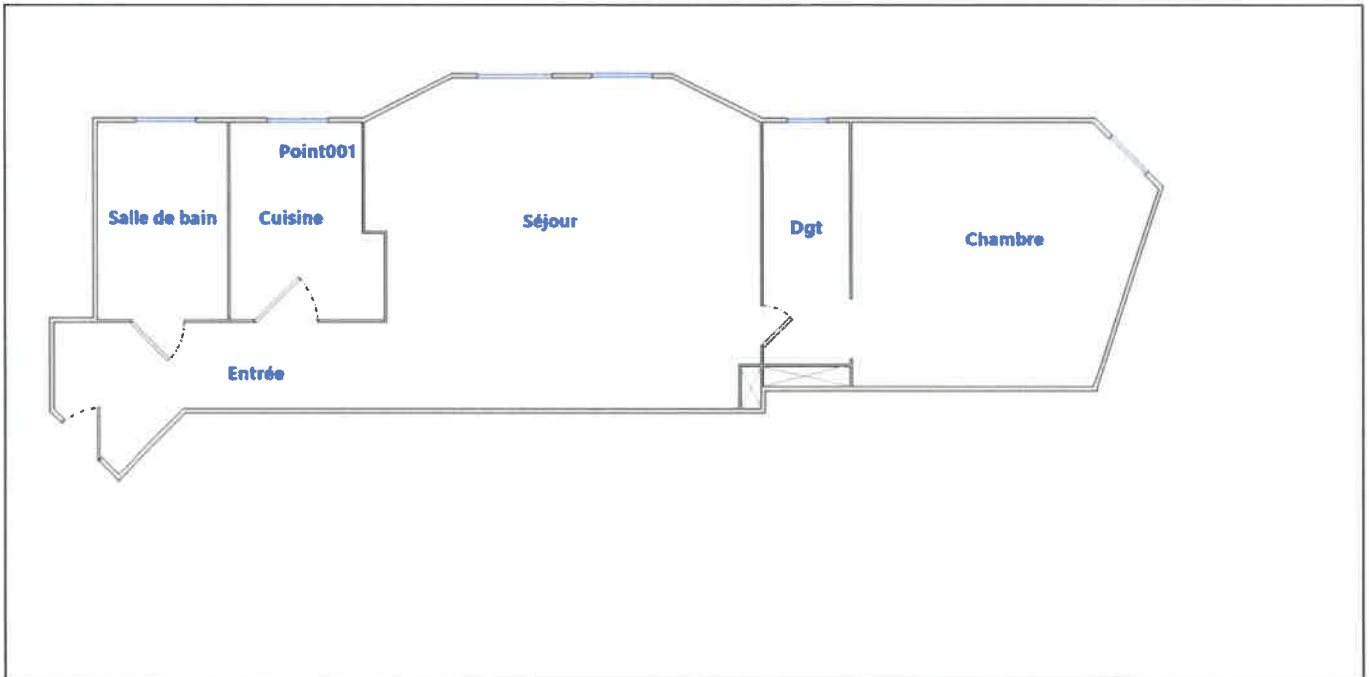 Point001
Salle de bain
Cuisine
Séjour
Dgt
Chambre
Entrée